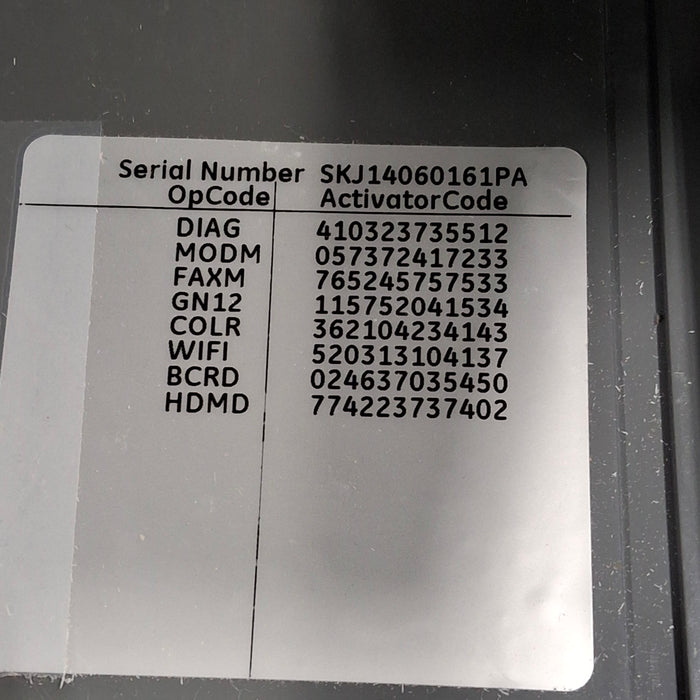 Serial Number SKJ14060161PA
OpCode ActivatorCode
DIAG 410323735512
MODM 057372417233
FAXM 765245757533
GN12 115752041534
COLR 362104234143
WIFI 520313104137
BCRD 024637035450
HDMD 774223737402